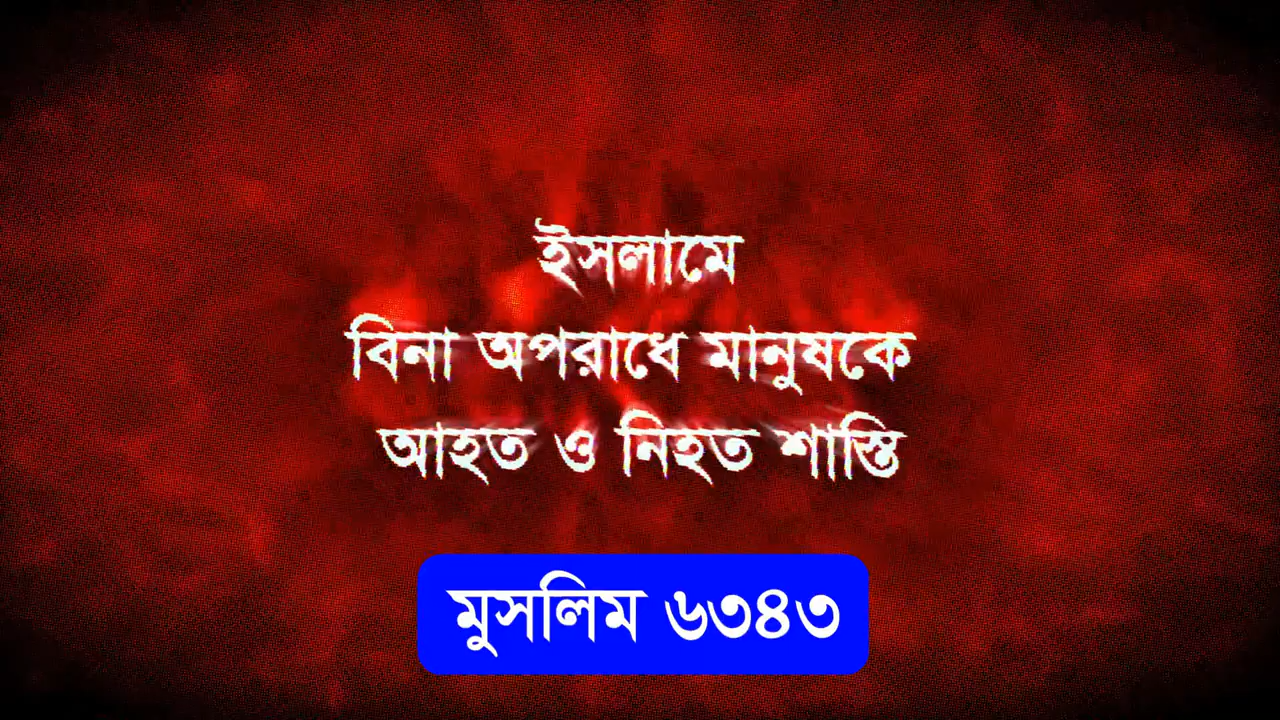 ইসলামে
বিনা অপরাধে মানুষকে
আহত ও নিহত শাস্তি
মুসলিম ৬৩৪৩